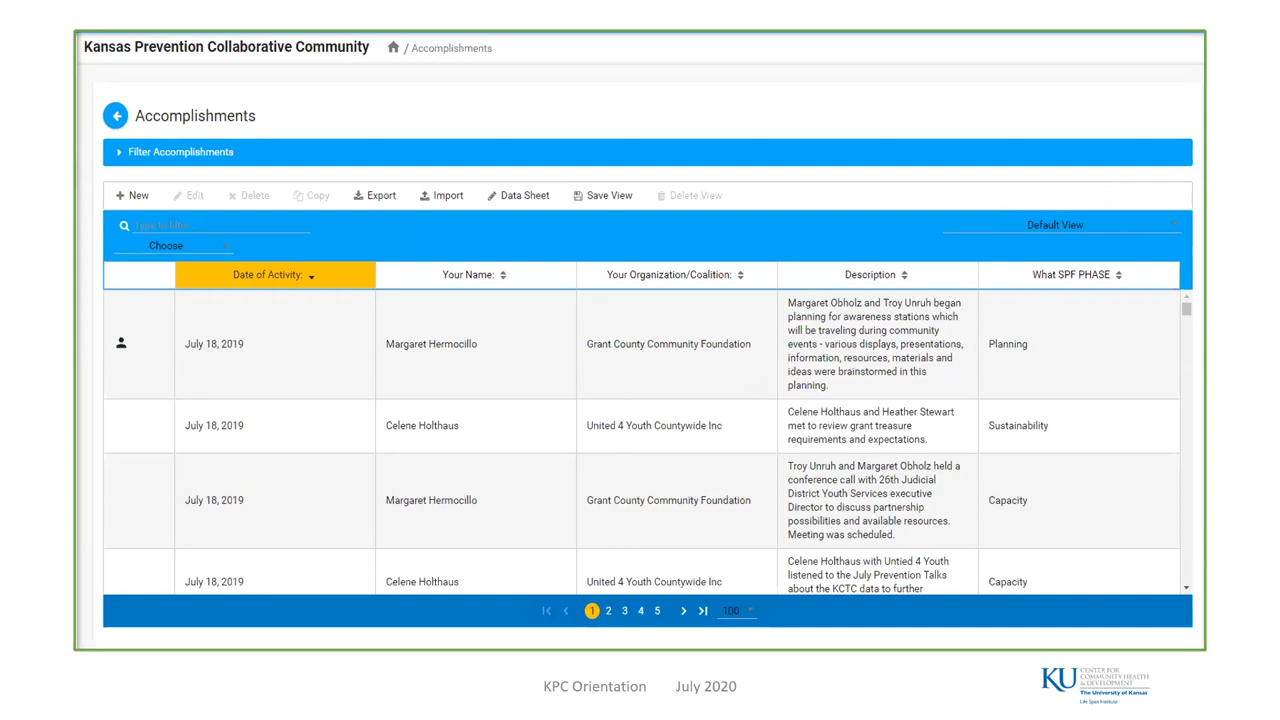 Kansas Prevention Collaborative Community / Accomplishments
Accomplishments
Filter Accomplishments
New Edit Delete Copy Export Import Data Sheet Save View Delete View
Type to filter... Default View
Choose
Date of Activity: Your Name: Your Organization/Coalition: Description What SPF PHASE
Margaret Obholz and Troy Unruh began
planning for awareness stations which
will be traveling during community
July 18, 2019 Margaret Hermocillo Grant County Community Foundation events - various displays, presentations, Planning
information, resources, materials and
ideas were brainstormed in this
planning.
Celene Holthaus and Heather Stewart
July 18, 2019 Celene Holthaus United 4 Youth Countywide Inc met to review grant treasure Sustainability
requirements and expectations.
Troy Unruh and Margaret Obholz held a
conference call with 26th Judicial
District Youth Services executive
July 18, 2019 Margaret Hermocillo Grant County Community Foundation Director to discuss partnership Capacity
possibilities and available resources.
Meeting was scheduled.
Celene Holthaus with Untied 4 Youth
July 18, 2019 Celene Holthaus United 4 Youth Countywide Inc listened to the July Prevention Talks Capacity
about the KCTC data to further
1 2 3 4 5 100
KPC Orientation July 2020
KU CENTER FOR
COMMUNITY HEALTH
& DEVELOPMENT
The University of Kansas
Life Span Institute